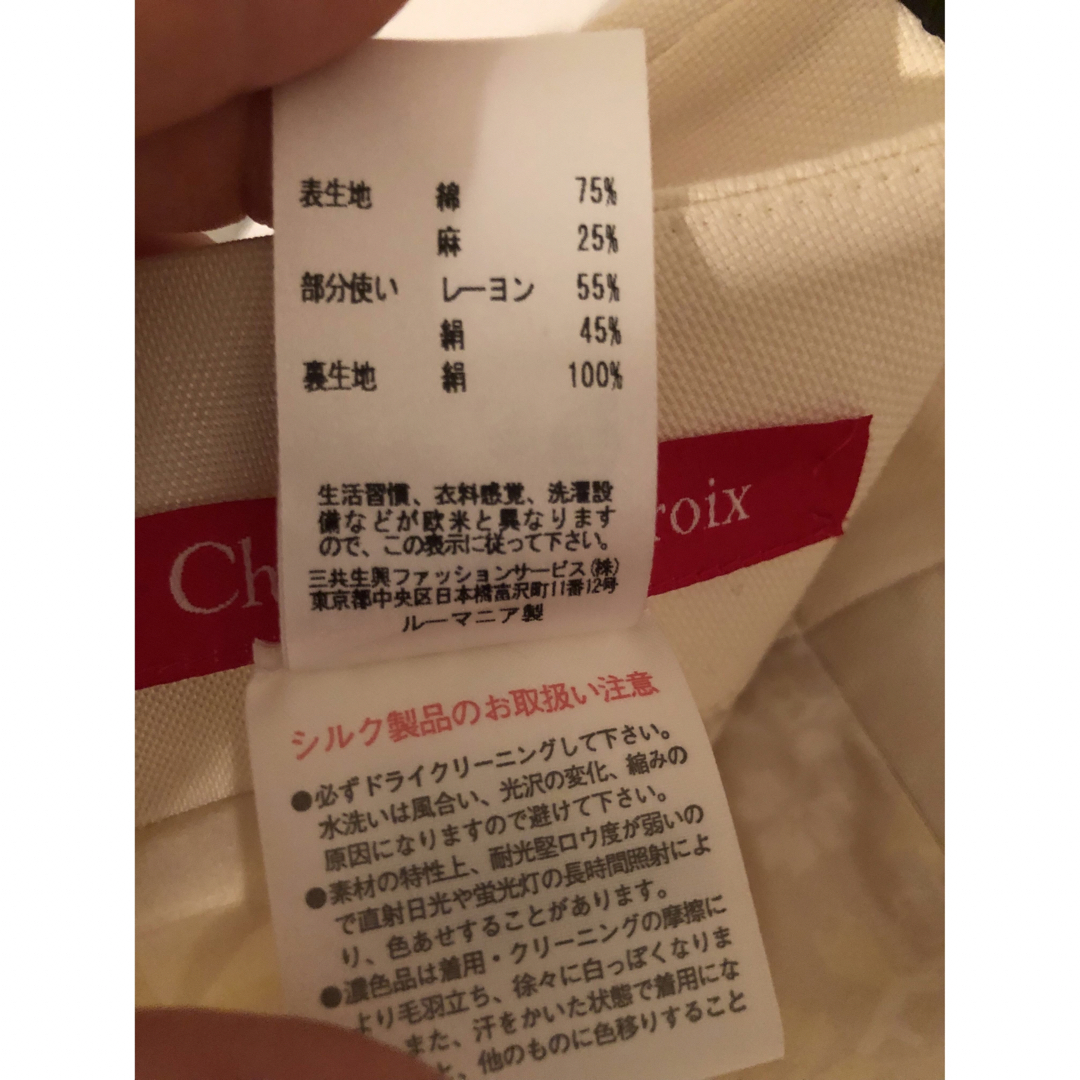 表生地 綿 75%
麻 25%
部分使い レーヨン 55%
絹 45%
裏生地 絹 100%
生活習慣、衣料感覚、洗濯設
備などが欧米と異なります
ので、この表示に従って下さい。
三共生興ファッションサービス(株)
東京都中央区日本橋富沢町11番12号
ルーマニア製
Ch roix
シルク製品のお取扱い注意
●必ずドライクリーニングして下さい。
水洗いは風合い、光沢の変化、縮みの
原因になりますので避けて下さい。
●素材の特性上、耐光堅ロウ度が弱いの
で直射日光や蛍光灯の長時間照射によ
り、色あせすることがあります。
●濃色品は着用・クリーニングの摩擦に
より毛羽立ち、徐々に白っぽくなりま
また、汗をかいた状態で着用にな
と、他のものに色移りすること